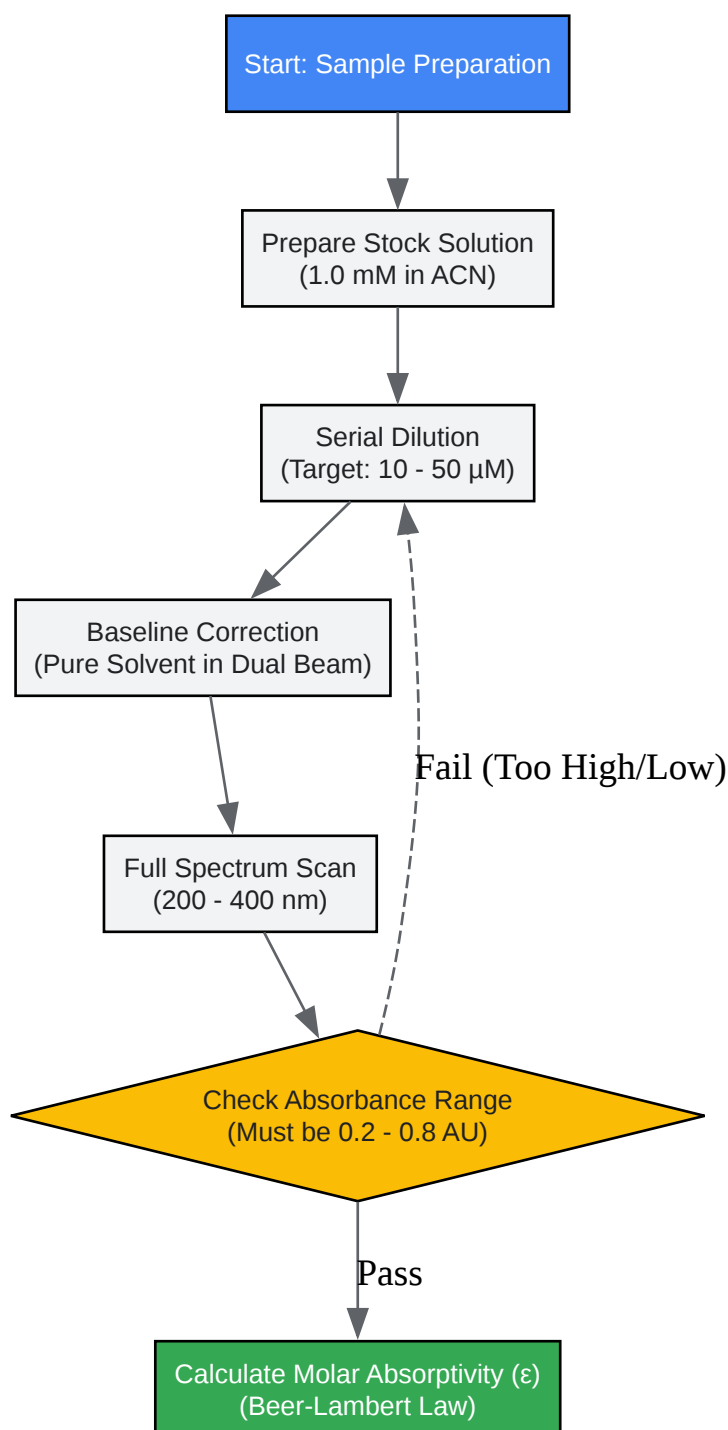 Start: Sample Preparation
Prepare Stock Solution
(1.0 mM in ACN)
Serial Dilution
(Target: 10 - 50 µM)
Baseline Correction
(Pure Solvent in Dual Beam)
Fail (Too High/Low)
Full Spectrum Scan
(200 - 400 nm)
Check Absorbance Range
(Must be 0.2 - 0.8 AU)
Pass
Calculate Molar Absorptivity (ε)
(Beer-Lambert Law)